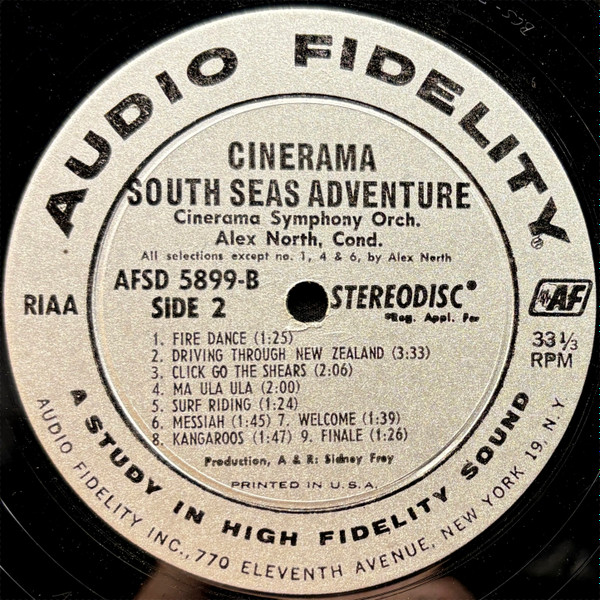 AUDIO FIDELITY®
CINERAMA
SOUTH SEAS ADVENTURE
Cinerama Symphony Orch.
Alex North, Cond.
All selections except no. 1, 4 & 6, by Alex North
AFSD 5899-B
SIDE 2
STEREODISC®
®Reg. Appl. For
RIAA
AF
33 1/3
RPM
1. FIRE DANCE (1:25)
2. DRIVING THROUGH NEW ZEALAND (3:33)
3. CLICK GO THE SHEARS (2:06)
4. MA ULA ULA (2:00)
5. SURF RIDING (1:24)
6. MESSIAH (1:45) 7. WELCOME (1:39)
8. KANGAROOS (1:47) 9. FINALE (1:26)
Production, A & R: Sidney Frey
PRINTED IN U.S.A.
A STUDY IN HIGH FIDELITY SOUND
AUDIO FIDELITY INC., 770 ELEVENTH AVENUE, NEW YORK 19, N.Y.